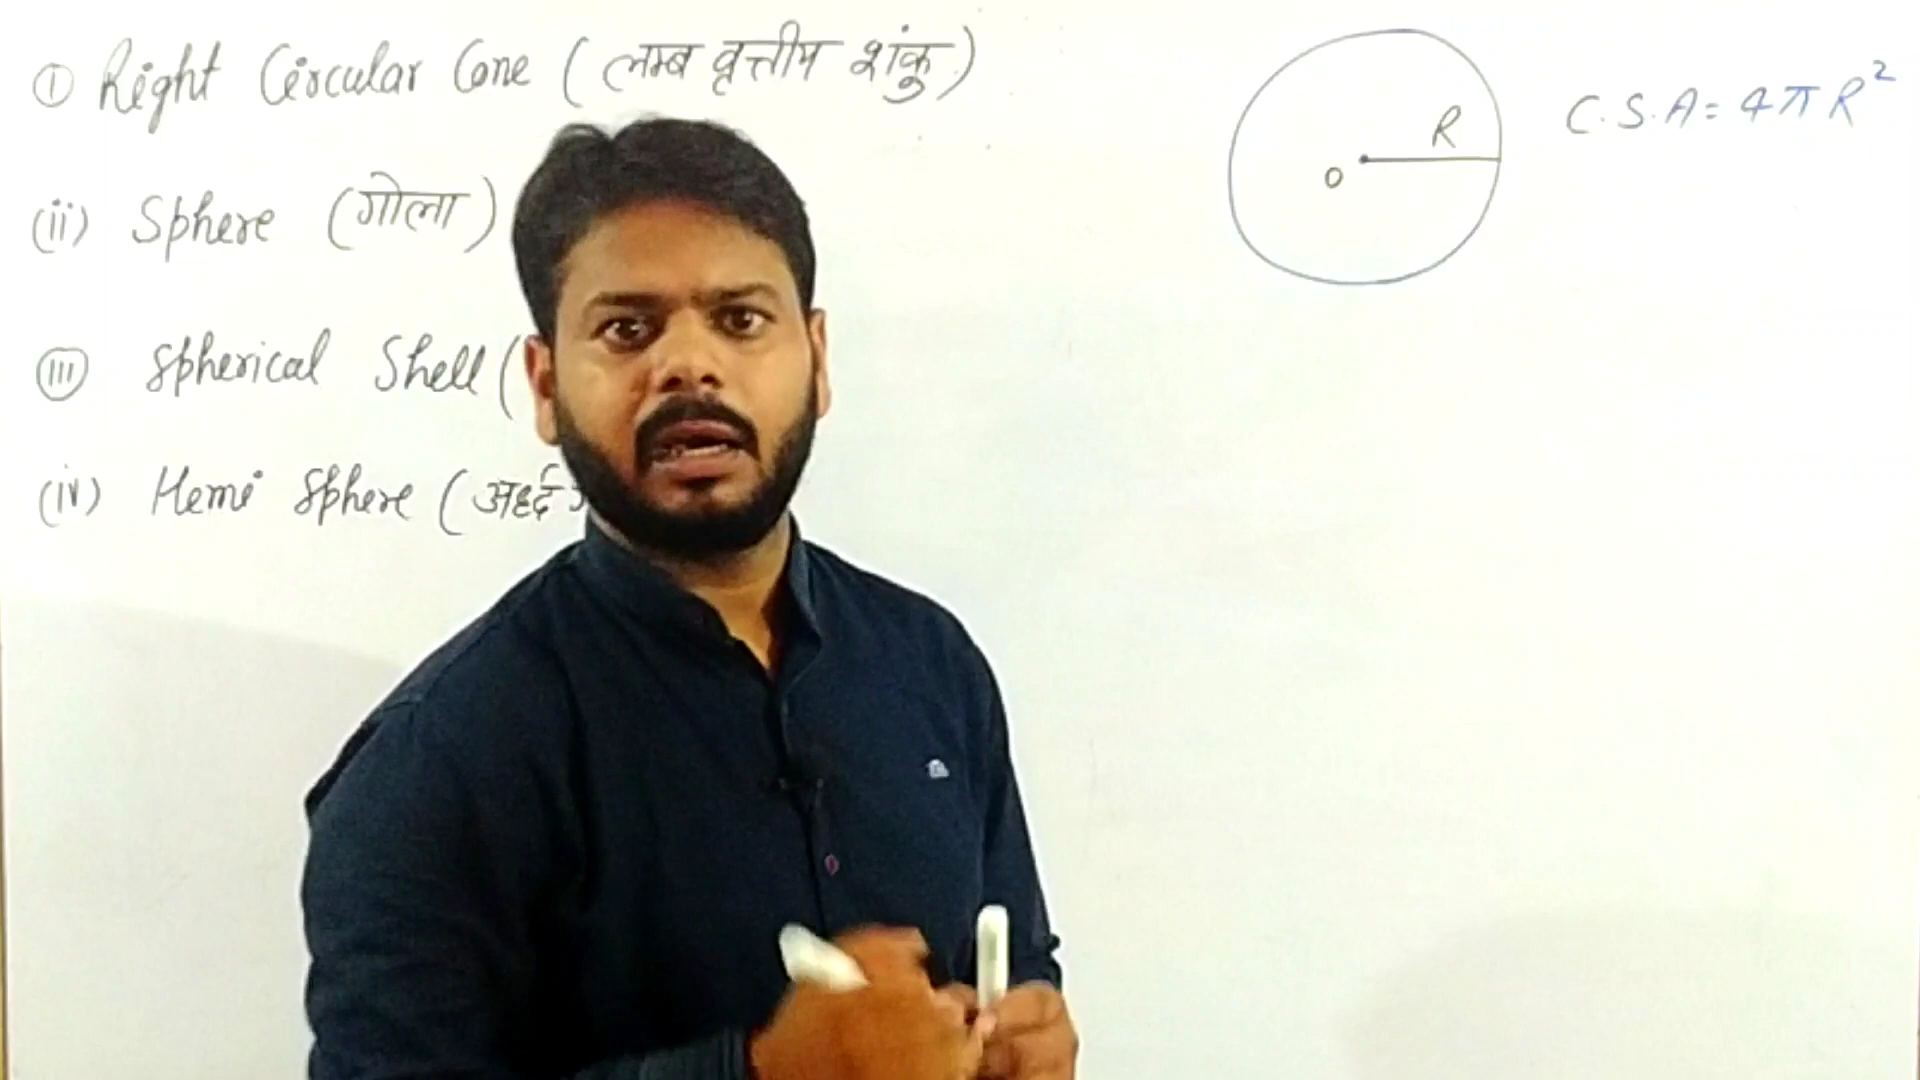 ① Right Circular Cone (लम्ब वृत्तीय शंकु)
(ii) Sphere (गोला)
(iii) Spherical Shell (
(iv) Hemi Sphere (अर्द्ध
O R
C.S.A = 4πR²